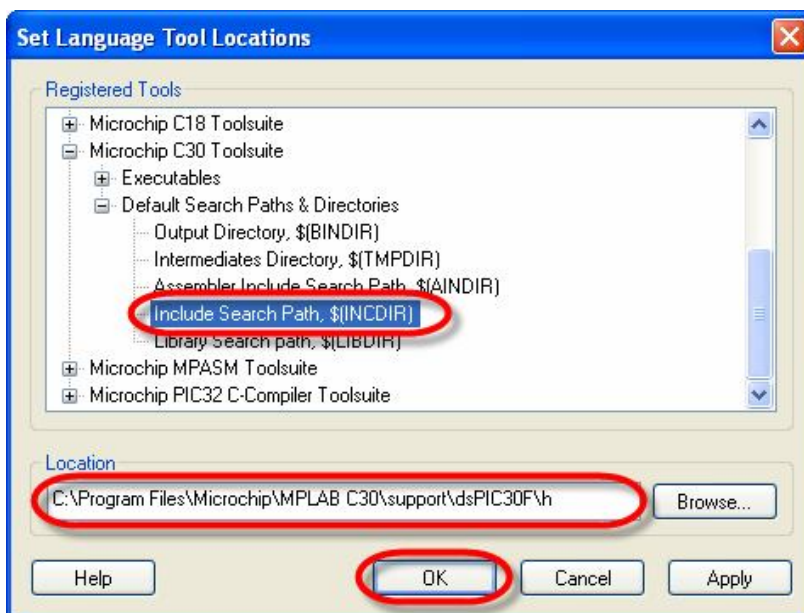 Set Language Tool Locations
Registered Tools
Microchip C18 Toolsuite
Microchip C30 Toolsuite
Executables
Default Search Paths & Directories
Output Directory, $(BINDIR)
Intermediates Directory, $(TMPDIR)
Assembler Include Search Path, $(AINDIR)
Include Search Path, $(INCDIR)
Library Search path, $(LIBDIR)
Microchip MPASM Toolsuite
Microchip PIC32 C-Compiler Toolsuite
Location
C:\Program Files\Microchip\MPLAB C30\support\dsPIC30F\h
Browse...
Help
OK
Cancel
Apply